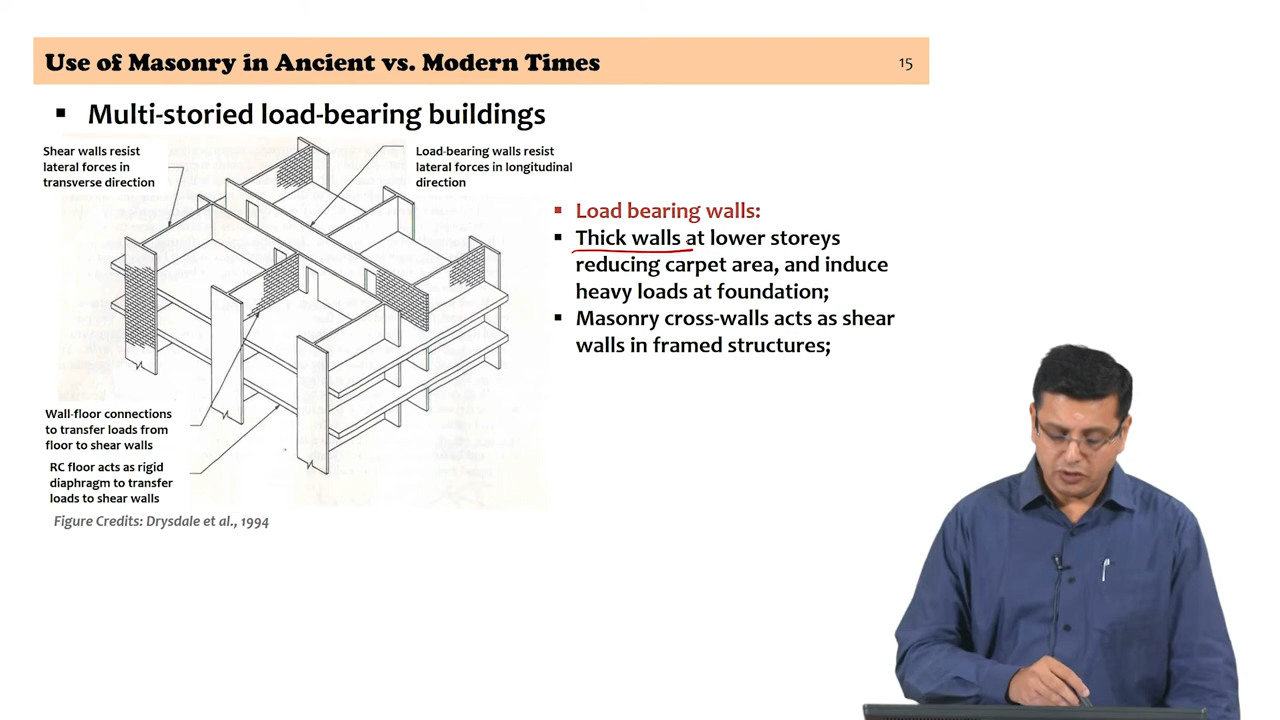 Use of Masonry in Ancient vs. Modern Times
15
▪ Multi-storied load-bearing buildings
Shear walls resist
lateral forces in
transverse direction
Load-bearing walls resist
lateral forces in longitudinal
direction
▪ Load bearing walls:
▪ Thick walls at lower storeys
reducing carpet area, and induce
heavy loads at foundation;
▪ Masonry cross-walls acts as shear
walls in framed structures;
Wall-floor connections
to transfer loads from
floor to shear walls
RC floor acts as rigid
diaphragm to transfer
loads to shear walls
Figure Credits: Drysdale et al., 1994